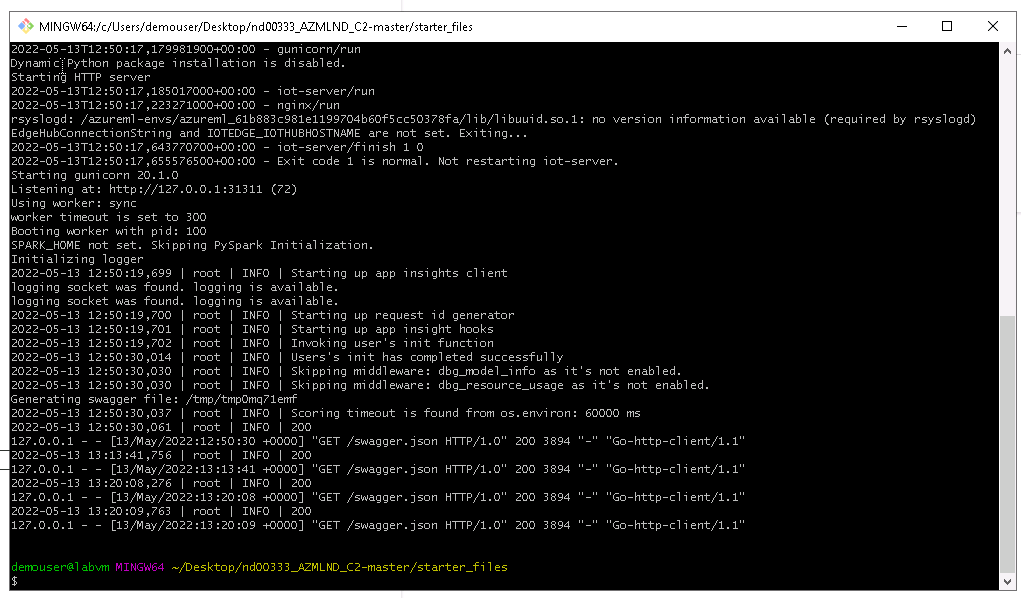 MINGW64:/c/Users/demouser/Desktop/nd00333_AZMLND_C2-master/starter_files
2022-05-13T12:50:17,179981900+00:00 - gunicorn/run
Dynamic Python package installation is disabled.
Starting HTTP server
2022-05-13T12:50:17,185017000+00:00 - iot-server/run
2022-05-13T12:50:17,223271000+00:00 - nginx/run
rsyslogd: /azureml-envs/azureml_61b883c981e1199704b60f5cc50378fa/lib/libuuid.so.1: no version information available (required by rsyslogd)
EdgeHubConnectionString and IOTEDGE_IOTHUBHOSTNAME are not set. Exiting...
2022-05-13T12:50:17,643770700+00:00 - iot-server/finish 1 0
2022-05-13T12:50:17,655576500+00:00 - Exit code 1 is normal. Not restarting iot-server.
Starting gunicorn 20.1.0
Listening at: http://127.0.0.1:31311 (72)
Using worker: sync
worker timeout is set to 300
Booting worker with pid: 100
SPARK_HOME not set. Skipping PySpark Initialization.
Initializing logger
2022-05-13 12:50:19,699 | root | INFO | Starting up app insights client
logging socket was found. logging is available.
logging socket was found. logging is available.
2022-05-13 12:50:19,700 | root | INFO | Starting up request id generator
2022-05-13 12:50:19,701 | root | INFO | Starting up app insight hooks
2022-05-13 12:50:19,702 | root | INFO | Invoking user's init function
2022-05-13 12:50:30,014 | root | INFO | Users's init has completed successfully
2022-05-13 12:50:30,030 | root | INFO | Skipping middleware: dbg_model_info as it's not enabled.
2022-05-13 12:50:30,030 | root | INFO | Skipping middleware: dbg_resource_usage as it's not enabled.
Generating swagger file: /tmp/tmp0mq71emf
2022-05-13 12:50:30,037 | root | INFO | Scoring timeout is found from os.environ: 60000 ms
2022-05-13 12:50:30,061 | root | INFO | 200
127.0.0.1 - - [13/May/2022:12:50:30 +0000] "GET /swagger.json HTTP/1.0" 200 3894 "-" "Go-http-client/1.1"
2022-05-13 13:13:41,756 | root | INFO | 200
127.0.0.1 - - [13/May/2022:13:13:41 +0000] "GET /swagger.json HTTP/1.0" 200 3894 "-" "Go-http-client/1.1"
2022-05-13 13:20:08,276 | root | INFO | 200
127.0.0.1 - - [13/May/2022:13:20:08 +0000] "GET /swagger.json HTTP/1.0" 200 3894 "-" "Go-http-client/1.1"
2022-05-13 13:20:09,763 | root | INFO | 200
127.0.0.1 - - [13/May/2022:13:20:09 +0000] "GET /swagger.json HTTP/1.0" 200 3894 "-" "Go-http-client/1.1"
demouser@labvm MINGW64 ~/Desktop/nd00333_AZMLND_C2-master/starter_files
$